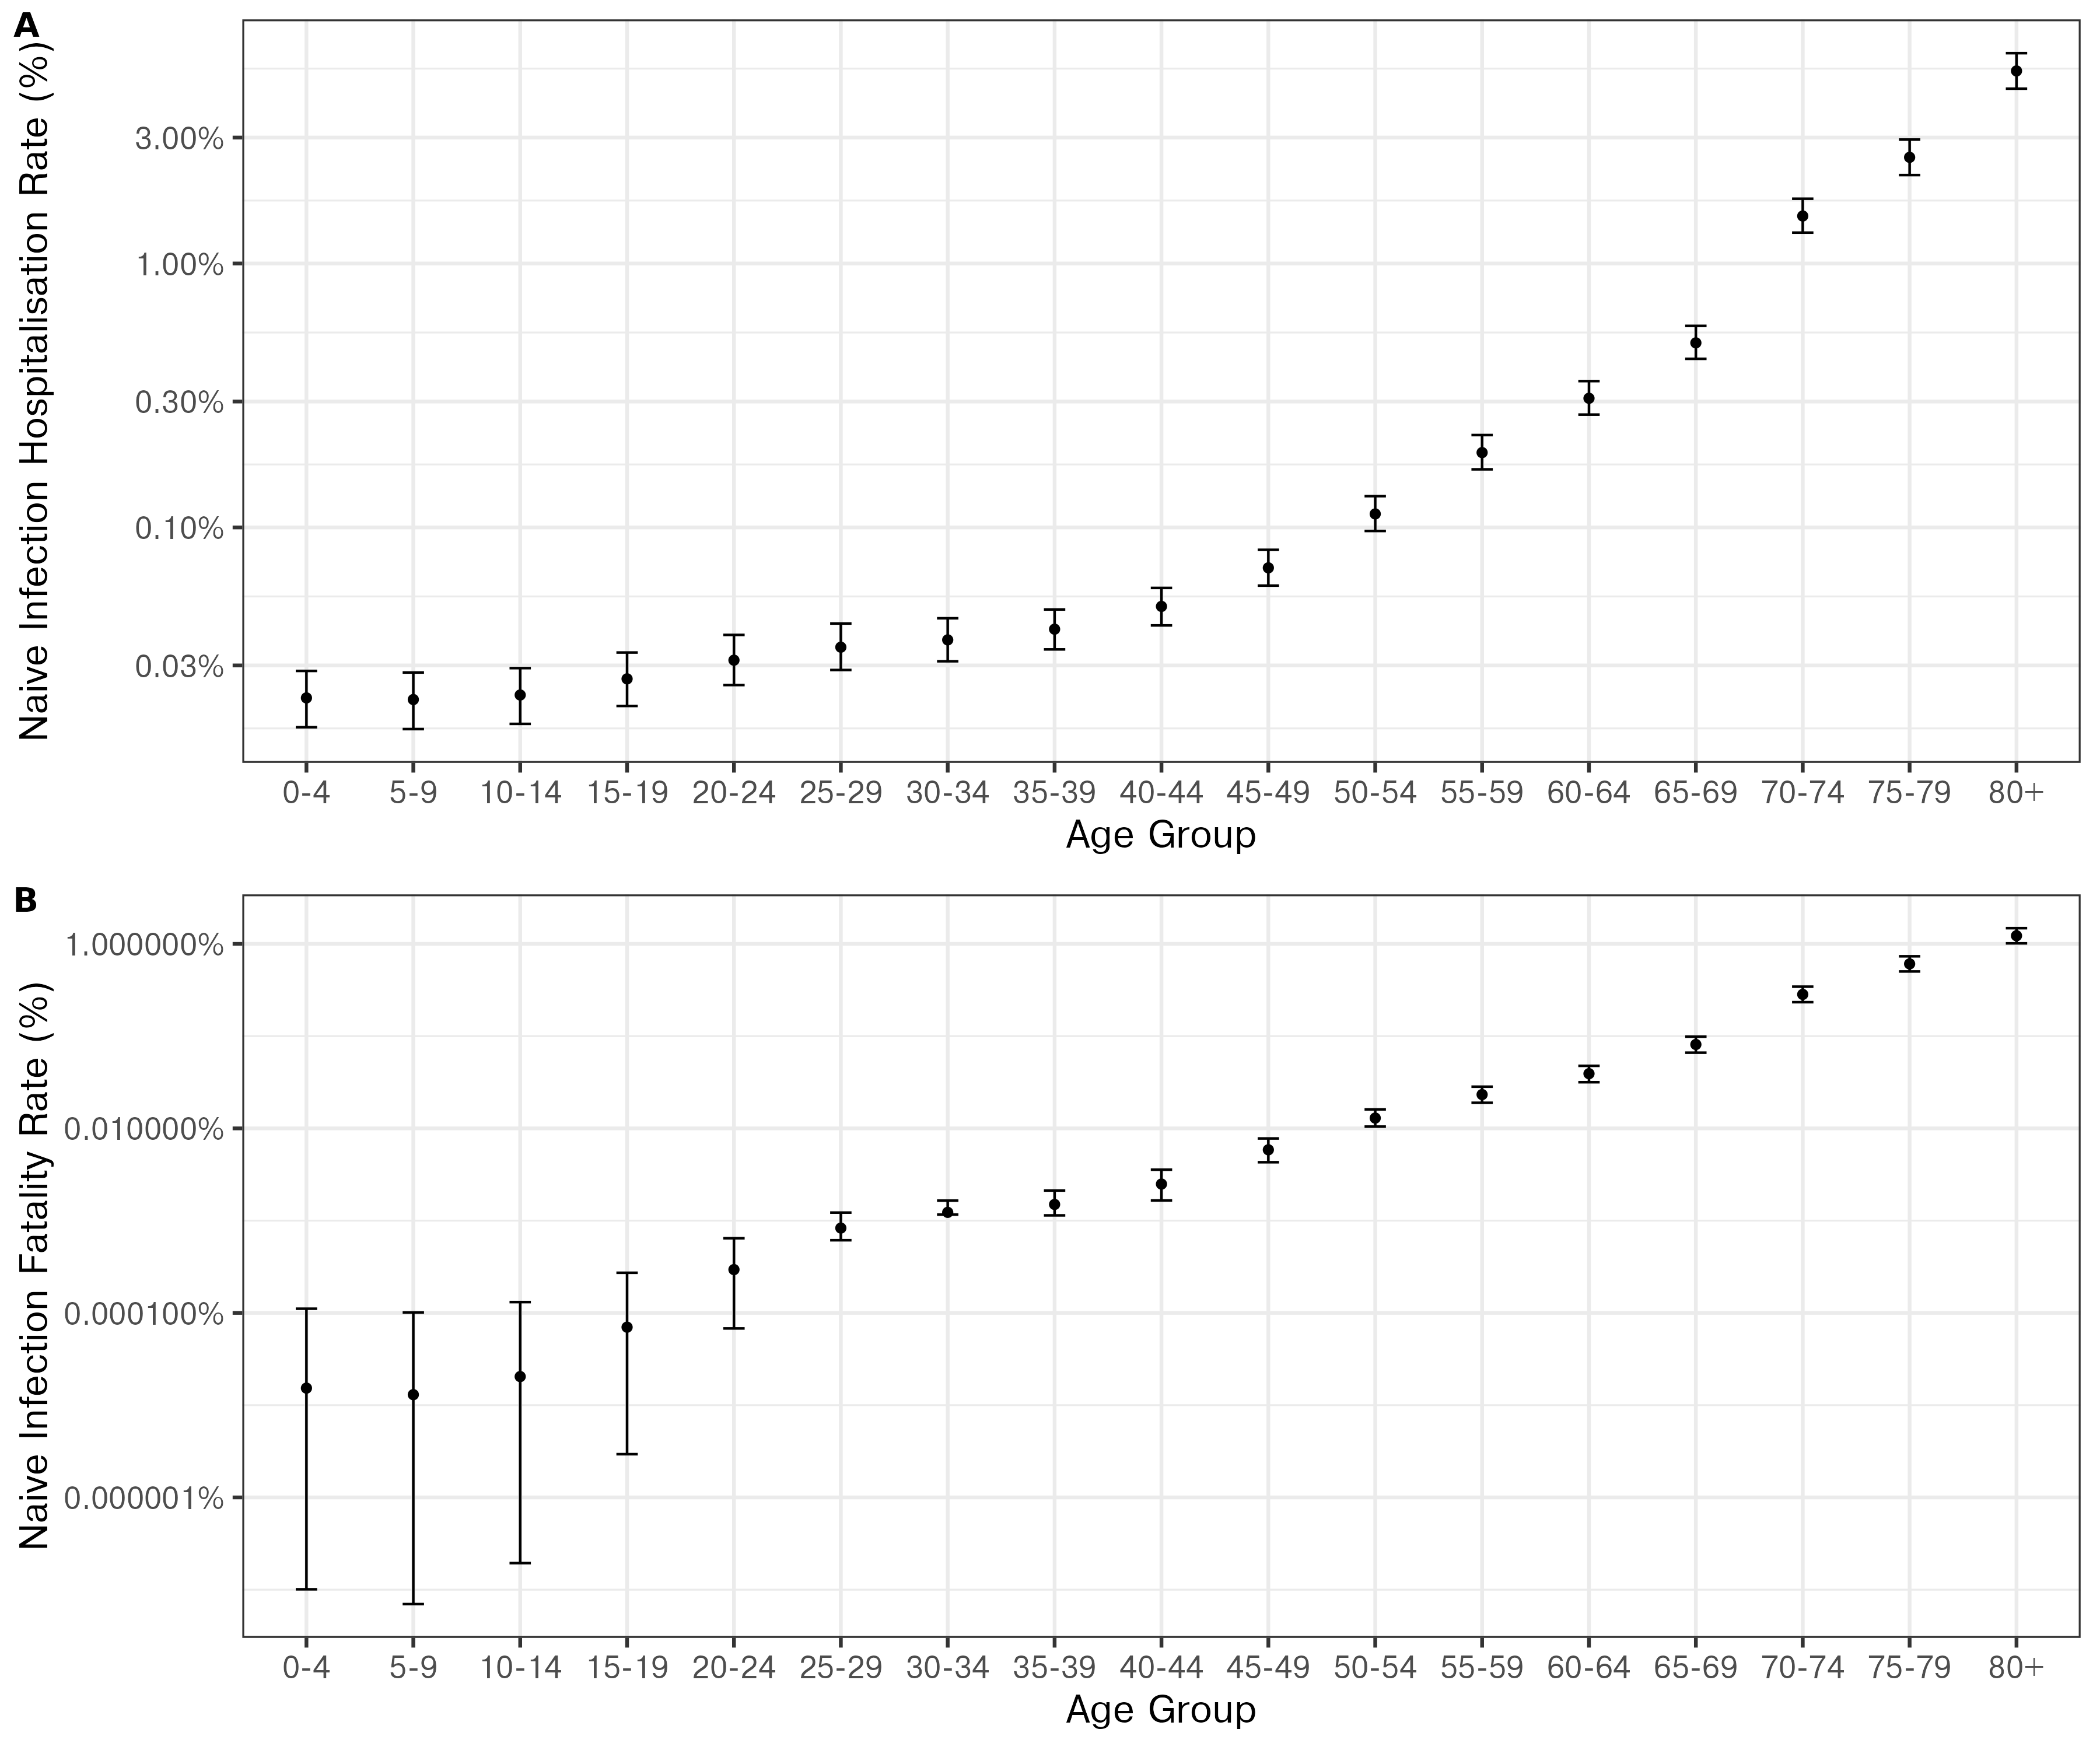 A
Naive Infection Hospitalisation Rate (%)
3.00%
1.00%
0.30%
0.10%
0.03%
0-4 5-9 10-14 15-19 20-24 25-29 30-34 35-39 40-44 45-49 50-54 55-59 60-64 65-69 70-74 75-79 80+
Age Group
B
Naive Infection Fatality Rate (%)
1.000000%
0.010000%
0.000100%
0.000001%
0-4 5-9 10-14 15-19 20-24 25-29 30-34 35-39 40-44 45-49 50-54 55-59 60-64 65-69 70-74 75-79 80+
Age Group